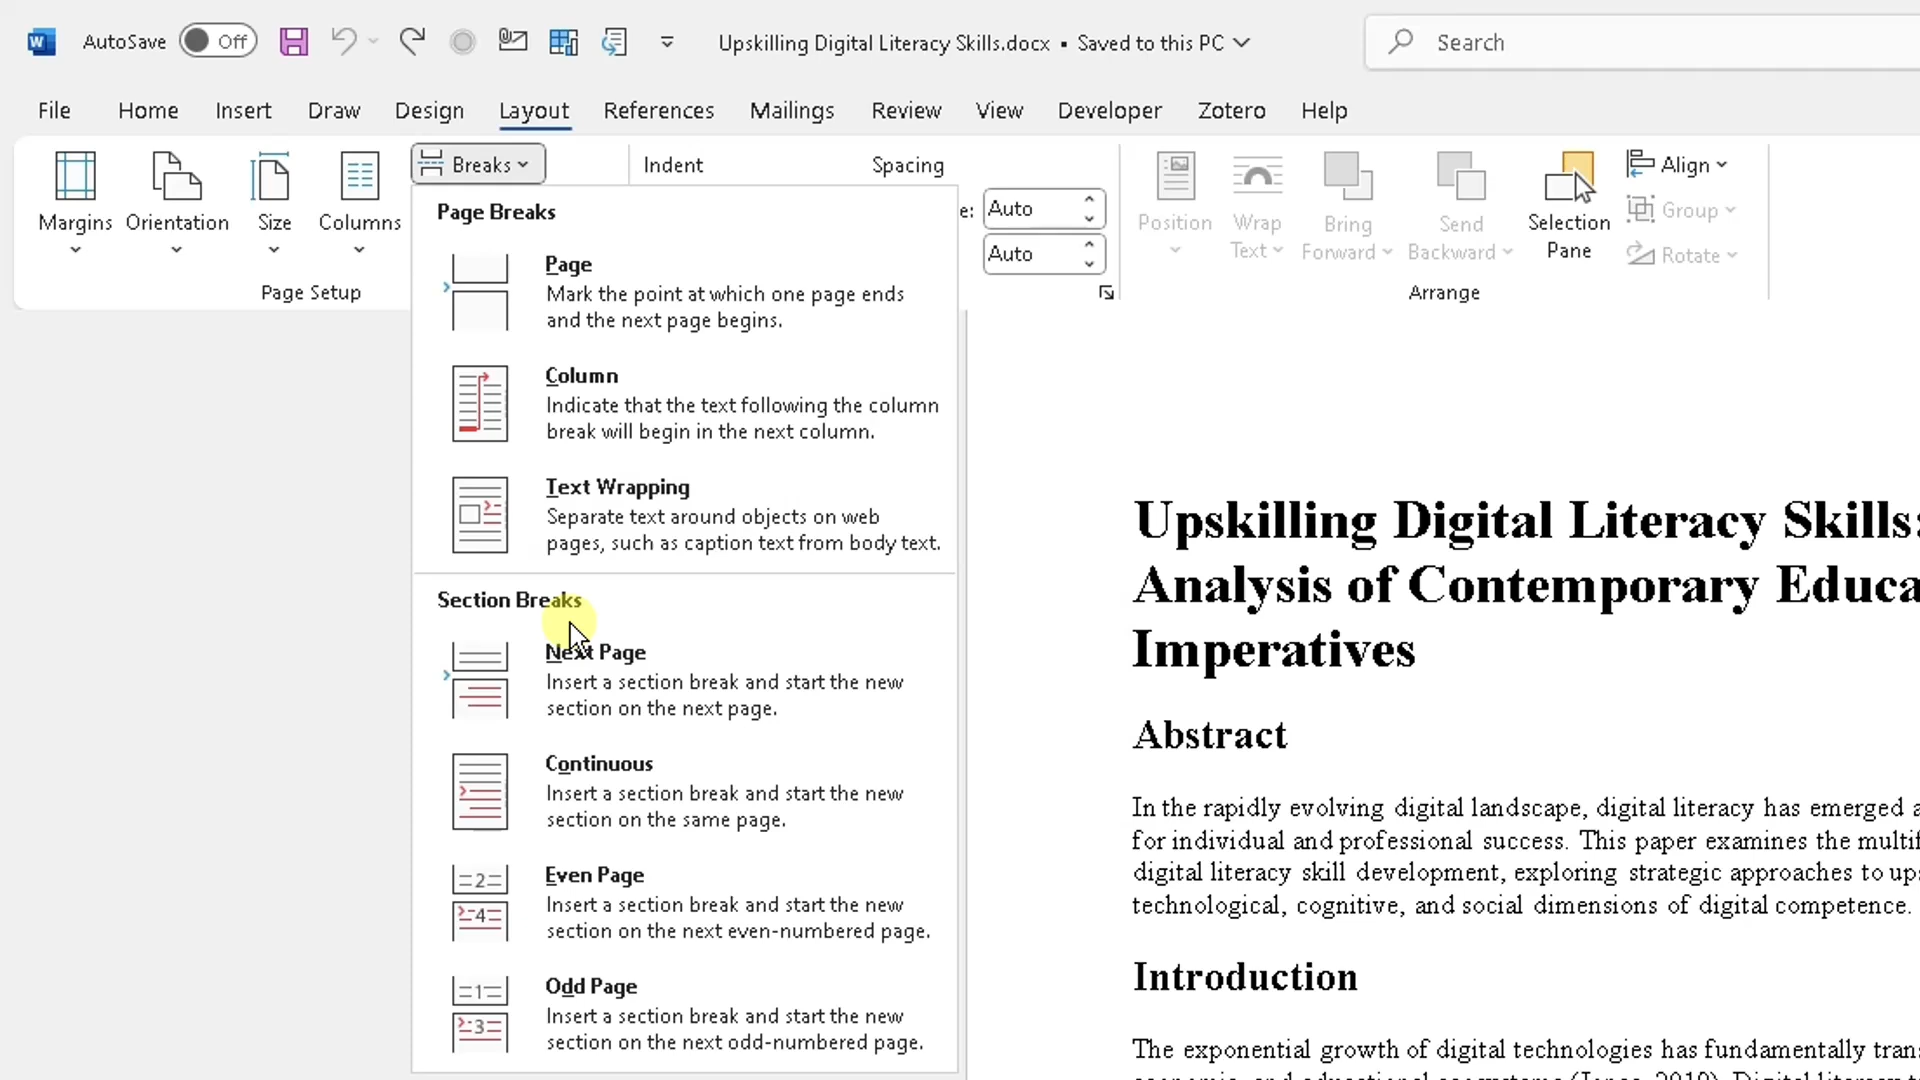 W AutoSave Off Upskilling Digital Literacy Skills.docx • Saved to this PC Search
File Home Insert Draw Design Layout References Mailings Review View Developer Zotero Help
Margins Orientation Size Columns
Page Setup
Breaks
Indent Spacing
e: Auto
Auto
Position
Wrap
Text
Bring
Forward
Send
Backward
Selection
Pane
Align
Group
Rotate
Arrange
Page Breaks
Page
Mark the point at which one page ends
and the next page begins.
Column
Indicate that the text following the column
break will begin in the next column.
Text Wrapping
Separate text around objects on web
pages, such as caption text from body text.
Section Breaks
Next Page
Insert a section break and start the new
section on the next page.
Continuous
Insert a section break and start the new
section on the same page.
=2=
-4=
Even Page
Insert a section break and start the new
section on the next even-numbered page.
=1=
-3=
Odd Page
Insert a section break and start the new
section on the next odd-numbered page.
Upskilling Digital Literacy Skills:
Analysis of Contemporary Educa
Imperatives
Abstract
In the rapidly evolving digital landscape, digital literacy has emerged a
for individual and professional success. This paper examines the multif
digital literacy skill development, exploring strategic approaches to ups
technological, cognitive, and social dimensions of digital competence.
Introduction
The exponential growth of digital technologies has fundamentally tran